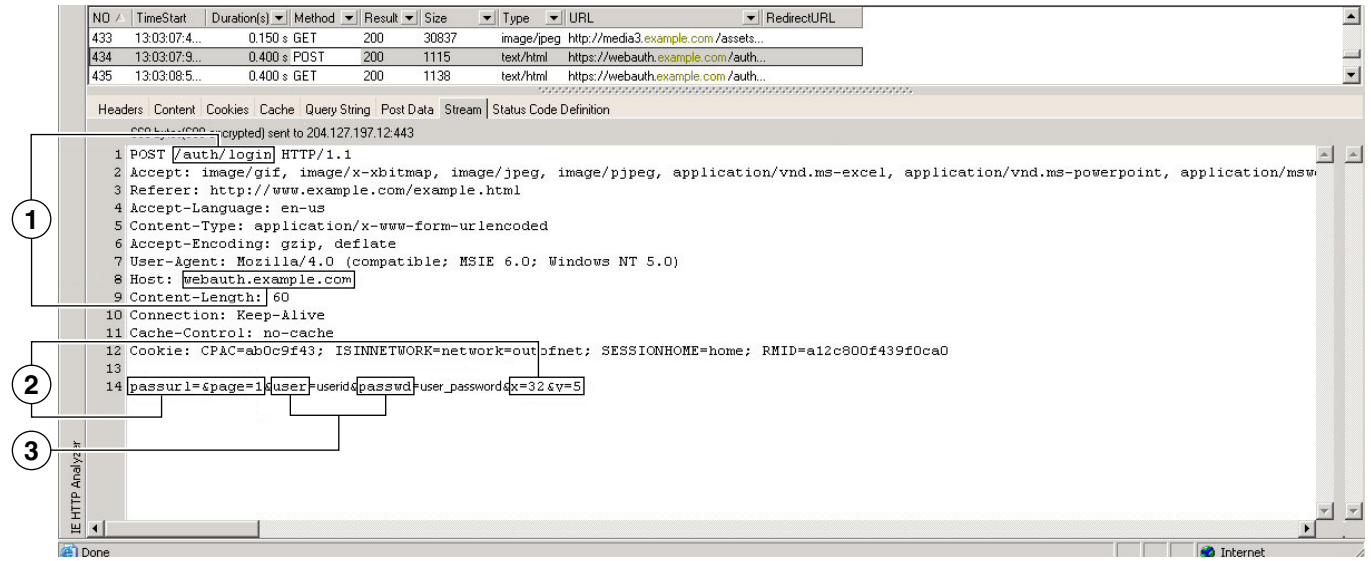 NO TimeStart Duration(s) Method Result Size Type URL RedirectURL
433 13:03:07:4... 0.150 s GET 200 30837 image/jpeg http://media3.example.com/assets...
434 13:03:07:9... 0.400 s POST 200 1115 text/html https://webauth.example.com/auth...
435 13:03:08:5... 0.400 s GET 200 1138 text/html https://webauth.example.com/auth...
Headers Content Cookies Cache Query String Post Data Stream Status Code Definition
encrypted) sent to 204.127.197.12:443
1 POST /auth/login HTTP/1.1
2 Accept: image/gif, image/x-xbitmap, image/jpeg, image/pjpeg, application/vnd.ms-excel, application/vnd.ms-powerpoint, application/msw
3 Referer: http://www.example.com/example.html
4 Accept-Language: en-us
5 Content-Type: application/x-www-form-urlencoded
6 Accept-Encoding: gzip, deflate
1
7 User-Agent: Mozilla/4.0 (compatible; MSIE 6.0; Windows NT 5.0)
8 Host: webauth.example.com
9 Content-Length: 60
10 Connection: Keep-Alive
11 Cache-Control: no-cache
12 Cookie: CPAC=ab0c9f43; ISINNETWORK=network=outofnet; SESSIONHOME=home; RMID=a12c800f439f0ca0
13
2
14 passurl=&page=1&user=userid&passwd=user_password&x=32&y=5
3
IE HTTP Analyzer
Done Internet